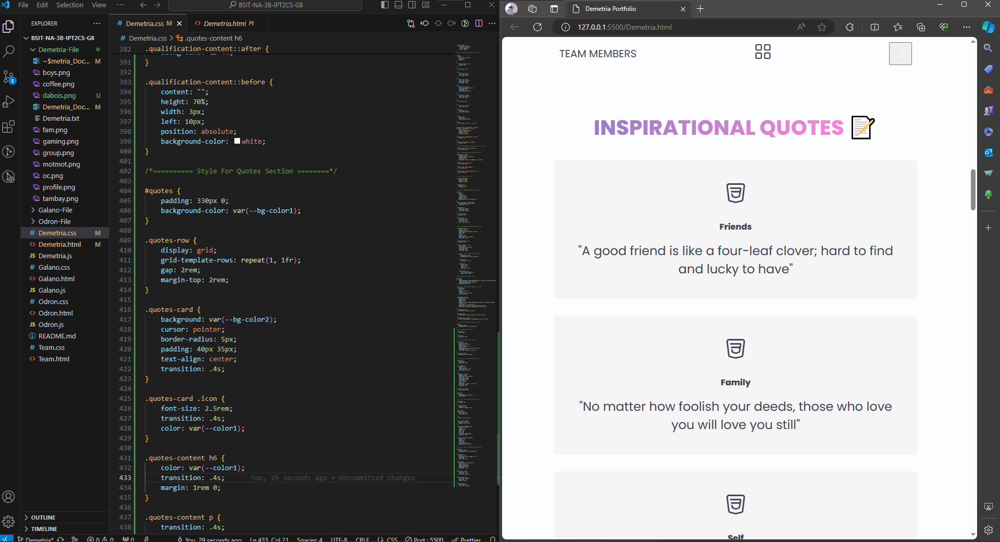 File Edit Selection View ··· BSIT-NA-3B-IPT2CS-G8
EXPLORER
BSIT-NA-3B-IPT2CS-G8
Demetria-File
~$metria_Doc... M
boys.png
coffee.png
dabois.png U
Demetria_Doc... M
Demetria.txt
fam.png
gaming.png
group.png
motmot.png
oc.png
profile.png
tambay.png
Galano-File
Odron-File
Demetria.css M
Demetria.html M
Demetria.js
Galano.css
Galano.html
Galano.js
Odron.css
Odron.html
Odron.js
README.md
Team.css
Team.html
OUTLINE
TIMELINE
5
Demetria.css M
Demetria.html M
Demetria.css > .quotes-content h6
382 .qualification-content::after {
391 }
392
393 .qualification-content::before {
394 content: "";
395 height: 70%;
396 width: 3px;
397 left: 10px;
398 position: absolute;
399 background-color: white;
400 }
401
402 /*========== Style For Quotes Section ========*/
403
404 #quotes {
405 padding: 330px 0;
406 background-color: var(--bg-color1);
407 }
408
409 .quotes-row {
410 display: grid;
411 grid-template-rows: repeat(1, 1fr);
412 gap: 2rem;
413 margin-top: 2rem;
414 }
415
416 .quotes-card {
417 background: var(--bg-color2);
418 cursor: pointer;
419 border-radius: 5px;
420 padding: 40px 35px;
421 text-align: center;
422 transition: .4s;
423 }
424
425 .quotes-card .icon {
426 font-size: 2.5rem;
427 transition: .4s;
428 color: var(--color1);
429 }
430
431 .quotes-content h6 {
432 color: var(--color1);
433 transition: .4s; You, 29 seconds ago • Uncommitted changes
434 margin: 1rem 0;
435 }
436
437 .quotes-content p {
438 transition: .4s;
Demetria* 0 0 0 You, 29 seconds ago Ln 433, Col 21 Spaces: 4 UTF-8 CRLF {} CSS Port : 5500 Prettier
Demetria Portfolio
127.0.0.1:5500/Demetria.html
TEAM MEMBERS
INSPIRATIONAL QUOTES
Friends
"A good friend is like a four-leaf clover; hard to find
and lucky to have"
Family
"No matter how foolish your deeds, those who love
you will love you still"
Self